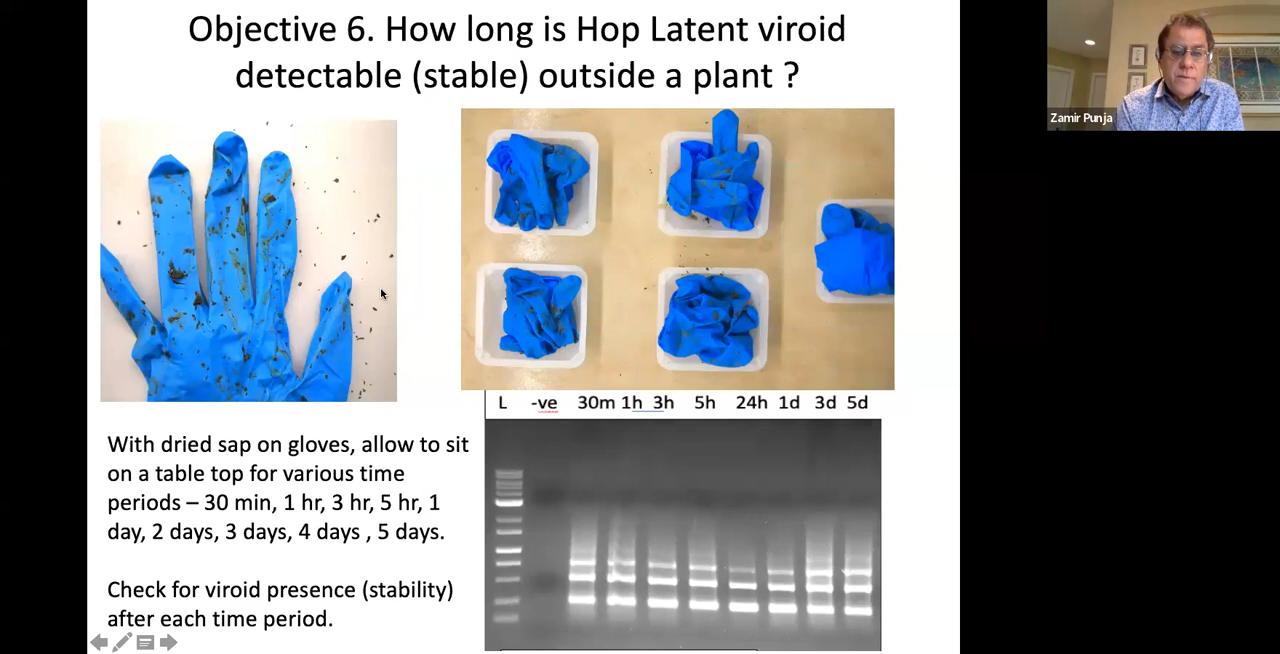 Objective 6. How long is Hop Latent viroid
detectable (stable) outside a plant ?
Zamir Punja
L -ve 30m 1h 3h 5h 24h 1d 3d 5d
With dried sap on gloves, allow to sit
on a table top for various time
periods – 30 min, 1 hr, 3 hr, 5 hr, 1
day, 2 days, 3 days, 4 days , 5 days.
Check for viroid presence (stability)
after each time period.